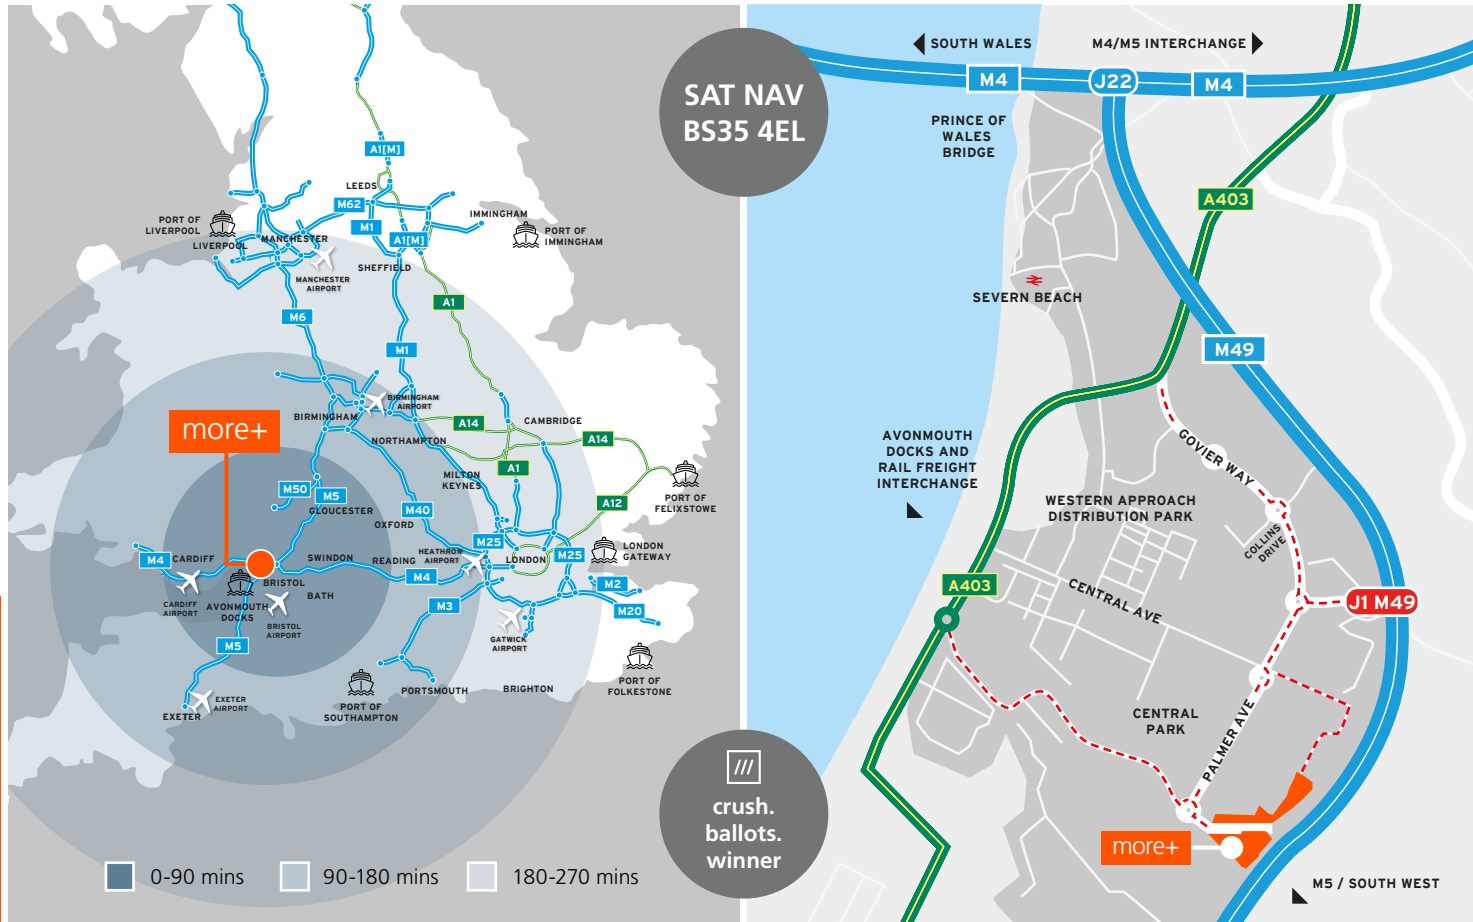 A1[M]
LEEDS
M62
M1
A1[M]
IMMINGHAM
PORT OF
IMMINGHAM
PORT OF
LIVERPOOL
LIVERPOOL
MANCHESTER
SHEFFIELD
MANCHESTER
AIRPORT
A1
M6
M1
BIRMINGHAM
AIRPORT
BIRMINGHAM
A14
CAMBRIDGE
A14
NORTHAMPTON
more+
A1
MILTON
KEYNES
PORT OF
FELIXSTOWE
M50
M5
GLOUCESTER
M40
OXFORD
A12
M25
M25
LONDON
GATEWAY
M4
CARDIFF
SWINDON
READING
HEATHROW
AIRPORT
LONDON
M4
BRISTOL
BATH
M2
M20
CARDIFF
AIRPORT
AVONMOUTH
DOCKS
BRISTOL
AIRPORT
M3
GATWICK
AIRPORT
M5
EXETER
AIRPORT
EXETER
PORT OF
SOUTHAMPTON
PORTSMOUTH
BRIGHTON
PORT OF
FOLKESTONE
0-90 mins
90-180 mins
180-270 mins
SAT NAV
BS35 4EL
///
crush.
ballots.
winner
SOUTH WALES
M4/M5 INTERCHANGE
M4
J22
M4
PRINCE OF
WALES
BRIDGE
A403
SEVERN BEACH
M49
AVONMOUTH
DOCKS AND
RAIL FREIGHT
INTERCHANGE
GOVIER WAY
WESTERN APPROACH
DISTRIBUTION PARK
COLLINS
DRIVE
A403
CENTRAL AVE
J1 M49
CENTRAL
PARK
PALMER AVE
more+
M5 / SOUTH WEST